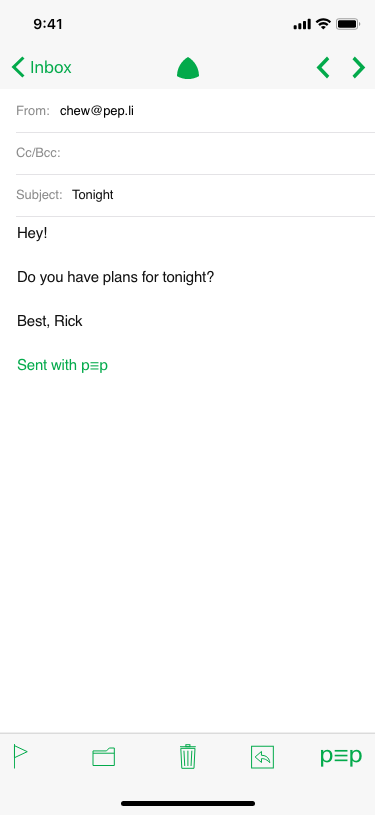 9:41
Inbox
From: chew@pep.li
Cc/Bcc:
Subject: Tonight
Hey!
Do you have plans for tonight?
Best, Rick
Sent with p≡p
p≡p